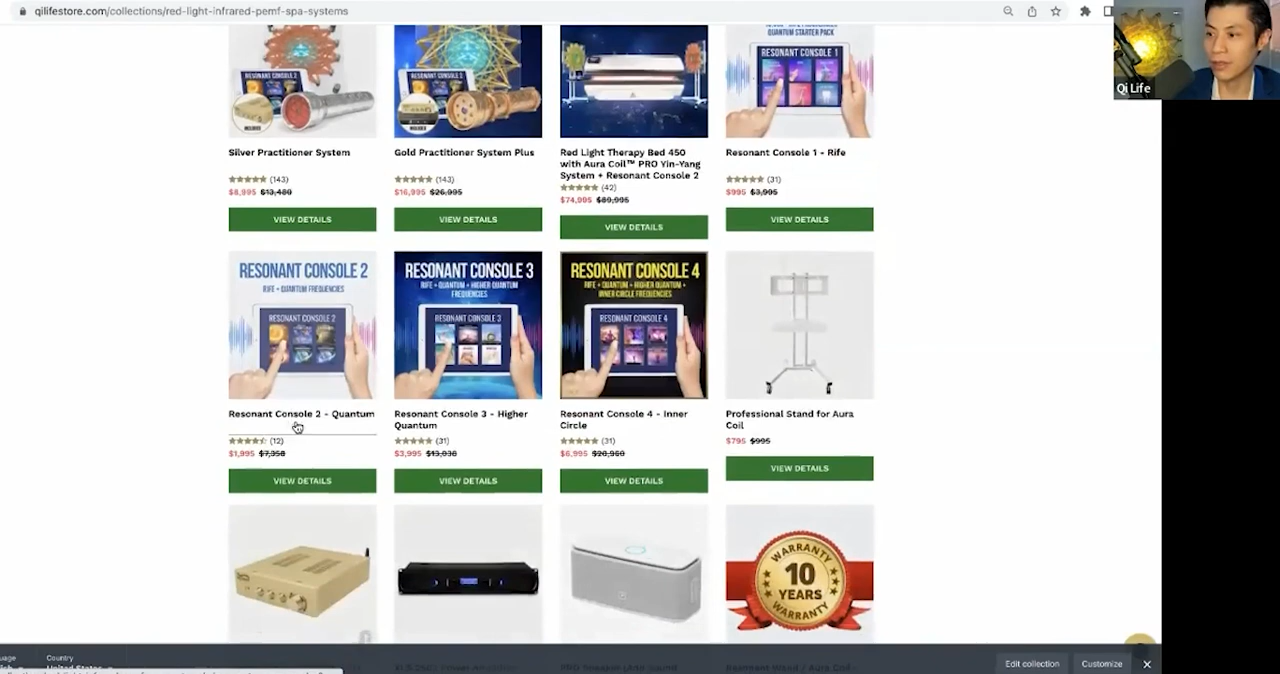 qilifestore.com/collections/red-light-infrared-pemf-spa-systems
Qi Life
QUANTUM STARTER PACK
RESONANT CONSOLE 2
RESONANT CONSOLE 1
Silver Practitioner System
Gold Practitioner System Plus
Red Light Therapy Bed 450
with Aura Coil™ PRO Yin-Yang
System + Resonant Console 2
Resonant Console 1 - Rife
(143)
(143)
(42)
(31)
$8,995 $13,480
$16,995 $26,995
$74,995 $89,995
$995 $3,995
VIEW DETAILS
VIEW DETAILS
VIEW DETAILS
VIEW DETAILS
RESONANT CONSOLE 2
RIFE + QUANTUM FREQUENCIES
RESONANT CONSOLE 2
RESONANT CONSOLE 3
RIFE + QUANTUM + HIGHER QUANTUM
FREQUENCIES
RESONANT CONSOLE 3
RESONANT CONSOLE 4
RIFE + QUANTUM + HIGHER QUANTUM +
INNER CIRCLE FREQUENCIES
RESONANT CONSOLE 4
Resonant Console 2 - Quantum
Resonant Console 3 - Higher
Quantum
Resonant Console 4 - Inner
Circle
Professional Stand for Aura
Coil
(12)
(31)
(31)
$1,995 $7,358
$3,995 $13,038
$6,995 $20,960
$795 $995
VIEW DETAILS
VIEW DETAILS
VIEW DETAILS
VIEW DETAILS
WARRANTY
10
YEARS
WARRANTY
Country
United States
Edit collection
Customize